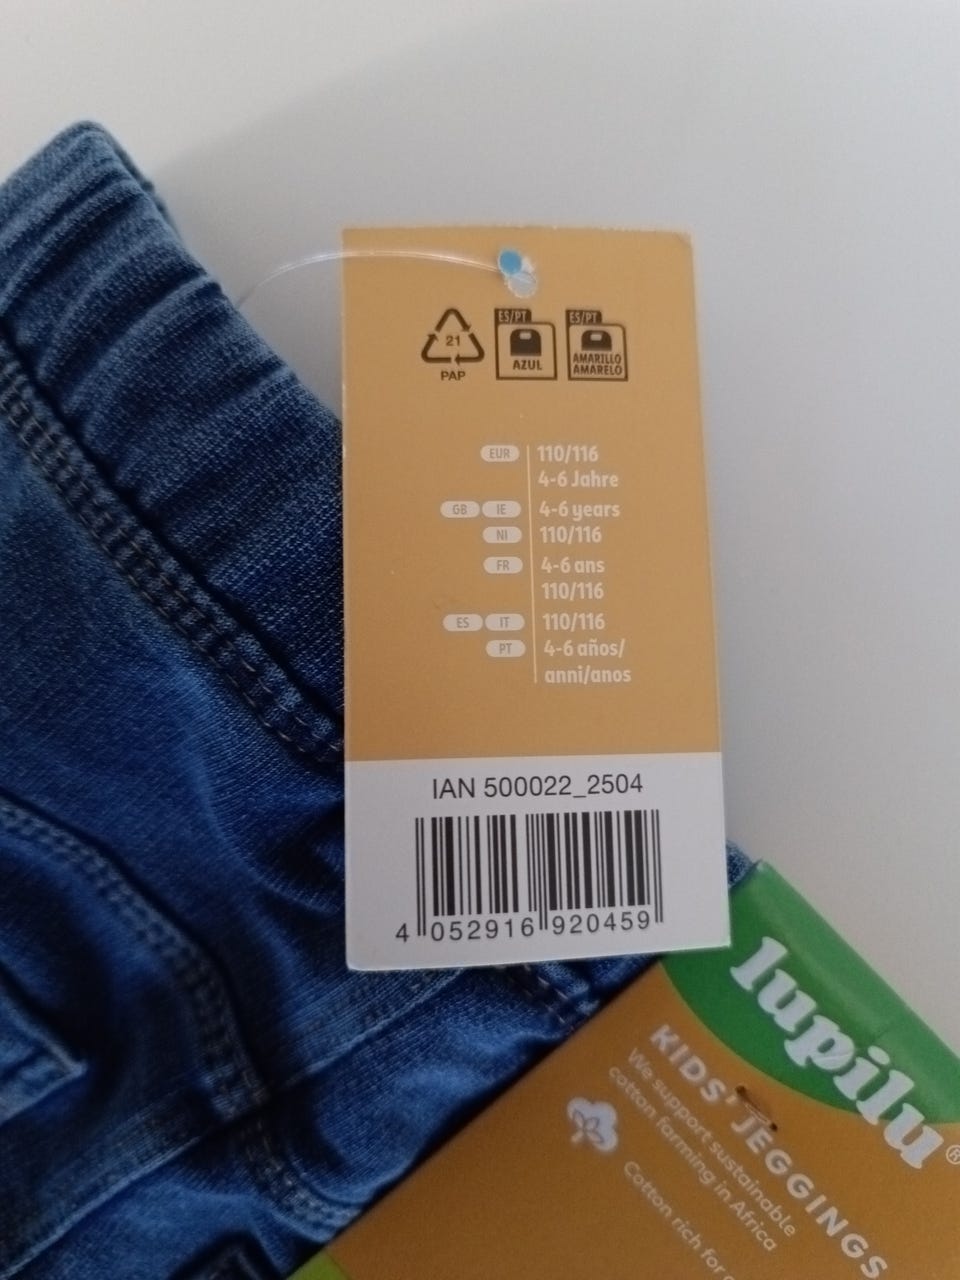 21
PAP
ES/PT
AZUL
ES/PT
AMARILLO
AMARELO
EUR 110/116
4-6 Jahre
GB IE 4-6 years
NI 110/116
FR 4-6 ans
110/116
ES IT 110/116
PT 4-6 años/
anni/anos
IAN 500022_2504
4 052916 920459
lupilu®
KIDS' JEGGINGS
We support sustainable
cotton farming in Africa
Cotton rich for